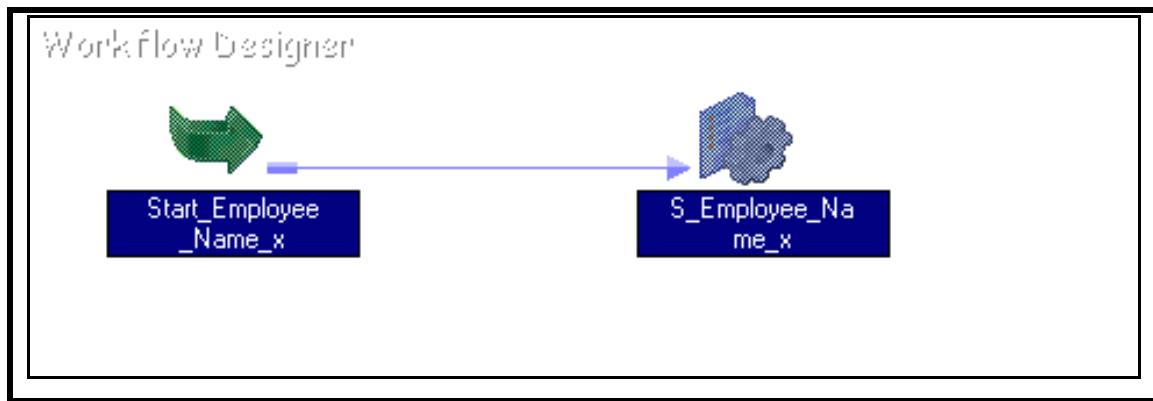 Workflow Designer
Start_Employee
_Name_x
S_Employee_Na
me_x